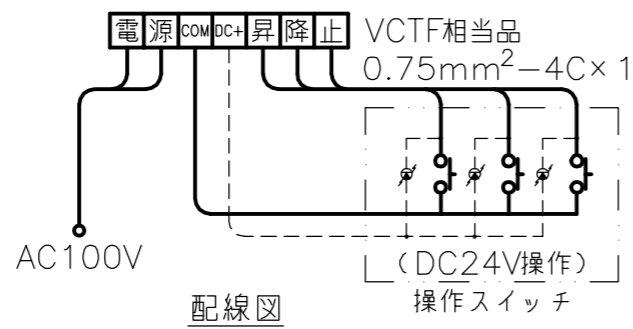 電源COMDC+昇降止
VCTF相当品
0.75mm²-4C×1
AC100V
(DC24V操作)
操作スイッチ
配線図